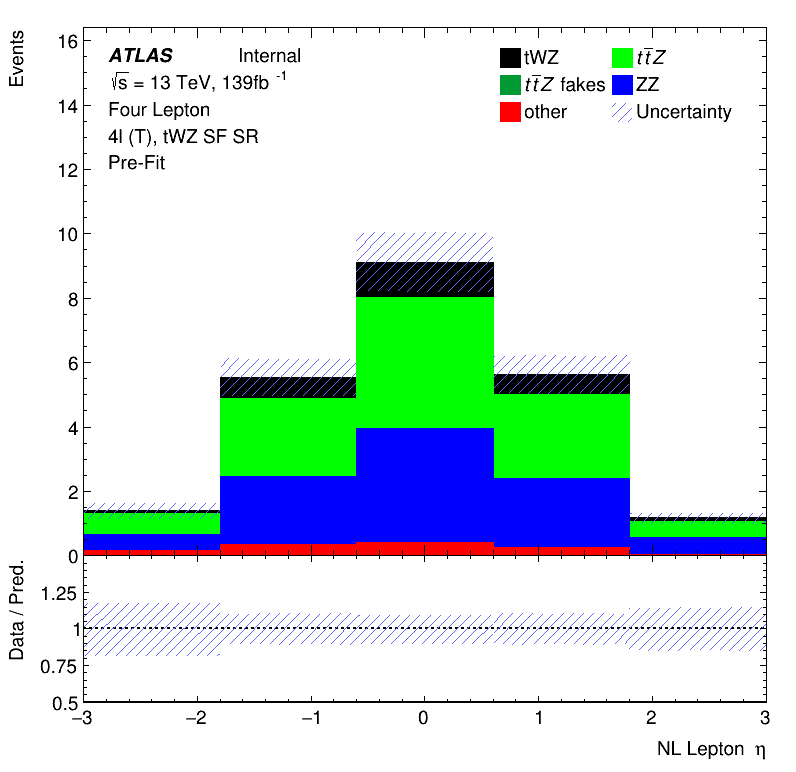 Events
16
14
12
10
8
6
4
2
0
ATLAS Internal
√s = 13 TeV, 139fb⁻¹
Four Lepton
4l (T), tWZ SF SR
Pre-Fit
tWZ
tt̄Z
tt̄Z fakes
ZZ
other
Uncertainty
Data / Pred.
1.25
1
0.75
0.5
−3 −2 −1 0 1 2 3
NL Lepton η